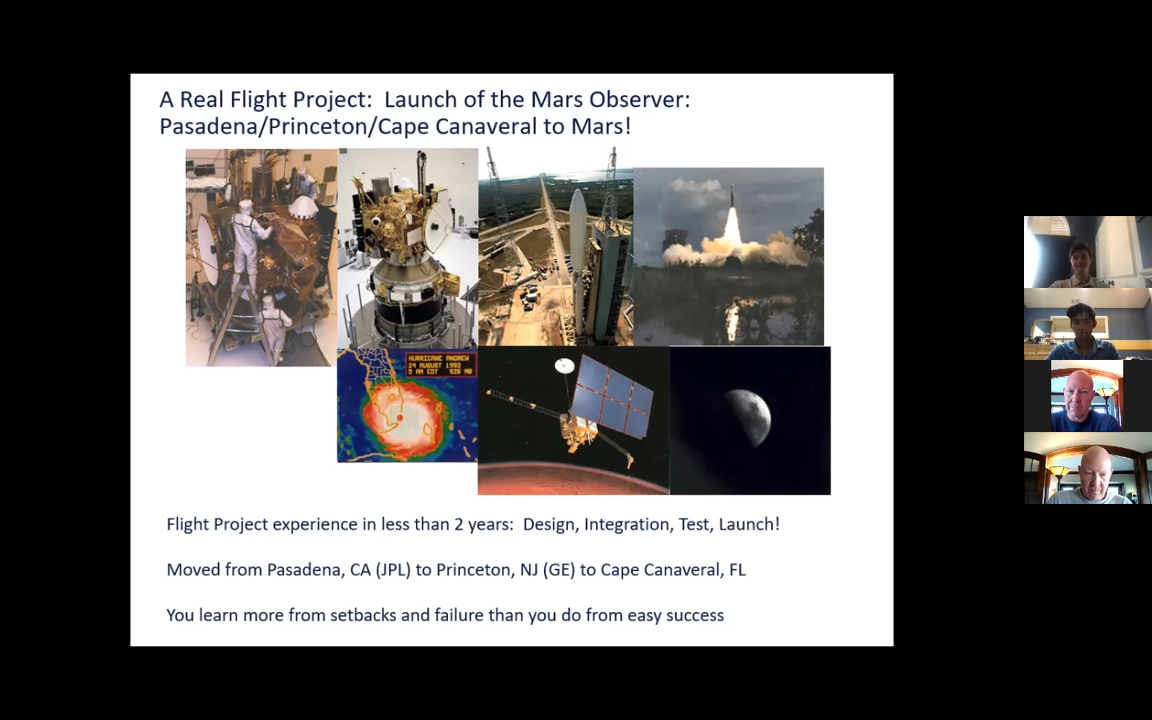 A Real Flight Project: Launch of the Mars Observer:
Pasadena/Princeton/Cape Canaveral to Mars!
HURRICANE ANDREW
24 AUGUST 1992
Flight Project experience in less than 2 years: Design, Integration, Test, Launch!
Moved from Pasadena, CA (JPL) to Princeton, NJ (GE) to Cape Canaveral, FL
You learn more from setbacks and failure than you do from easy success